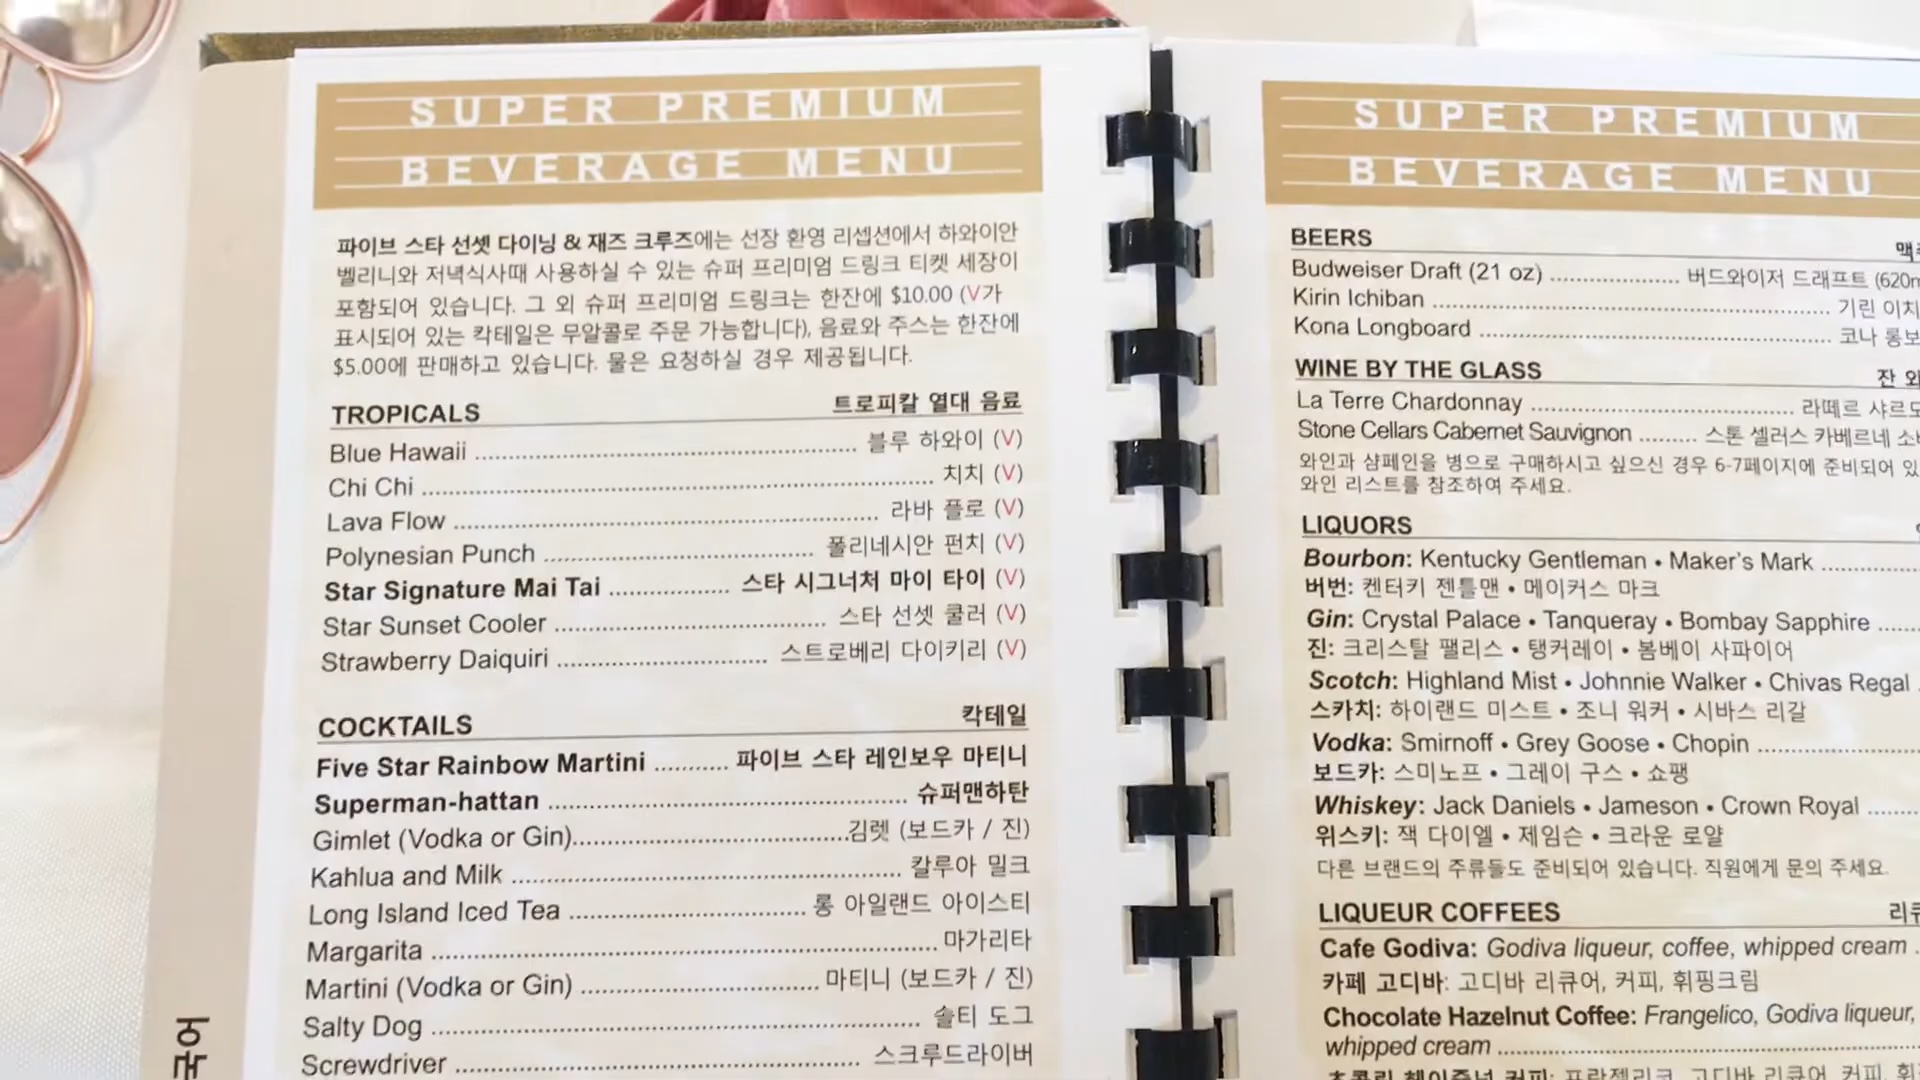 SUPER PREMIUM
BEVERAGE MENU
파이브 스타 선셋 다이닝 & 재즈 크루즈에는 선장 환영 리셉션에서 하와이안
벨리니와 저녁식사때 사용하실 수 있는 슈퍼 프리미엄 드링크 티켓 세장이
포함되어 있습니다. 그 외 슈퍼 프리미엄 드링크는 한잔에 $10.00 (V가
표시되어 있는 칵테일은 무알콜로 주문 가능합니다), 음료와 주스는 한잔에
$5.00에 판매하고 있습니다. 물은 요청하실 경우 제공됩니다.
TROPICALS 트로피칼 열대 음료
Blue Hawaii 블루 하와이 (V)
Chi Chi 치치 (V)
Lava Flow 라바 플로 (V)
Polynesian Punch 폴리네시안 펀치 (V)
Star Signature Mai Tai 스타 시그너처 마이 타이 (V)
Star Sunset Cooler 스타 선셋 쿨러 (V)
Strawberry Daiquiri 스트로베리 다이키리 (V)
COCKTAILS 칵테일
Five Star Rainbow Martini 파이브 스타 레인보우 마티니
Superman-hattan 슈퍼맨하탄
Gimlet (Vodka or Gin) 김렛 (보드카 / 진)
Kahlua and Milk 칼루아 밀크
Long Island Iced Tea 롱 아일랜드 아이스티
Margarita 마가리타
Martini (Vodka or Gin) 마티니 (보드카 / 진)
Salty Dog 솔티 도그
Screwdriver 스크루드라이버
SUPER PREMIUM
BEVERAGE MENU
BEERS
Budweiser Draft (21 oz) 버드와이저 드래프트
Kirin Ichiban 기린
Kona Longboard 코나
WINE BY THE GLASS 잔
La Terre Chardonnay 라떼르
Stone Cellars Cabernet Sauvignon 스톤 셀러스 카베르네
와인과 샴페인을 병으로 구매하시고 싶으신 경우 6-7페이지에 준비되어
와인 리스트를 참조하여 주세요.
LIQUORS
Bourbon: Kentucky Gentleman • Maker's Mark
버번: 켄터키 젠틀맨 • 메이커스 마크
Gin: Crystal Palace • Tanqueray • Bombay Sapphire
진: 크리스탈 팰리스 • 탱커레이 • 봄베이 사파이어
Scotch: Highland Mist • Johnnie Walker • Chivas Regal
스카치: 하이랜드 미스트 • 조니 워커 • 시바스 리갈
Vodka: Smirnoff • Grey Goose • Chopin
보드카: 스미노프 • 그레이 구스 • 쇼팽
Whiskey: Jack Daniels • Jameson • Crown Royal
위스키: 잭 다이엘 • 제임슨 • 크라운 로얄
다른 브랜드의 주류들도 준비되어 있습니다. 직원에게 문의 주세요.
LIQUEUR COFFEES
Cafe Godiva: Godiva liqueur, coffee, whipped cream
카페 고디바: 고디바 리큐어, 커피, 휘핑크림
Chocolate Hazelnut Coffee: Frangelico, Godiva liqueur,
whipped cream